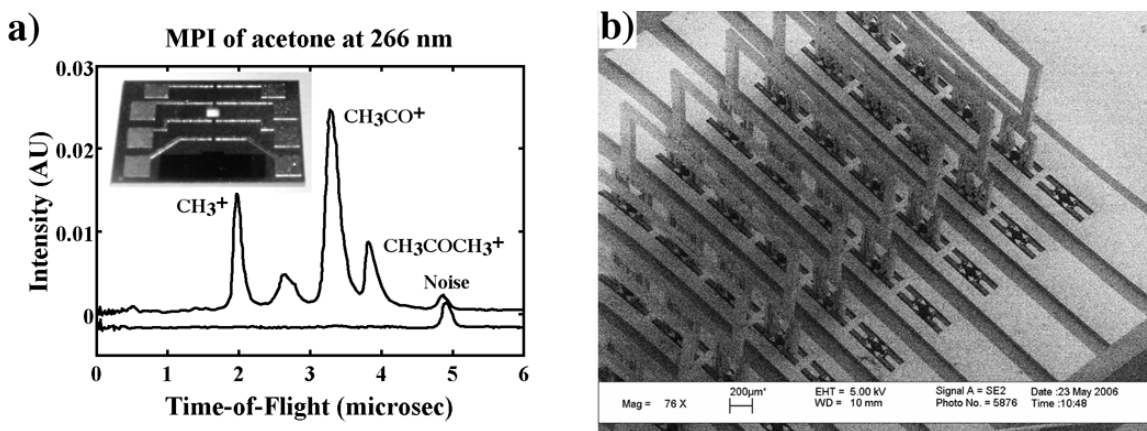 a)
MPI of acetone at 266 nm
0.03
0.02
0.01
0
Intensity (AU)
CH3+
CH3CO+
CH3COCH3+
Noise
0 1 2 3 4 5 6
Time-of-Flight (microsec)
b)
Mag = 76 X
200µm*
EHT = 5.00 kV
WD = 10 mm
Signal A = SE2
Photo No. = 5876
Date :23 May 2006
Time :10:48